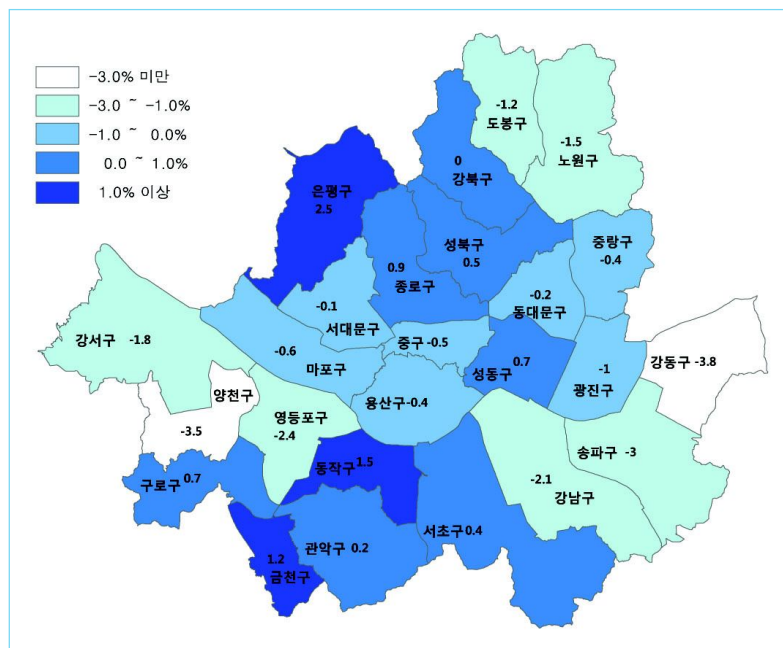 -3.0% 미만
-3.0 ~ -1.0%
-1.0 ~ 0.0%
0.0 ~ 1.0%
1.0% 이상
-1.2
도봉구
-1.5
노원구
0
강북구
은평구
2.5
성북구
0.5
중랑구
-0.4
0.9
종로구
-0.2
동대문구
-0.1
서대문구
강서구 -1.8
-0.6
마포구
중구 -0.5
0.7
성동구
-1
광진구
강동구 -3.8
양천구
-3.5
영등포구
-2.4
용산구 -0.4
송파구 -3
-2.1
강남구
구로구 0.7
동작구 1.5
서초구 0.4
관악구 0.2
1.2
금천구